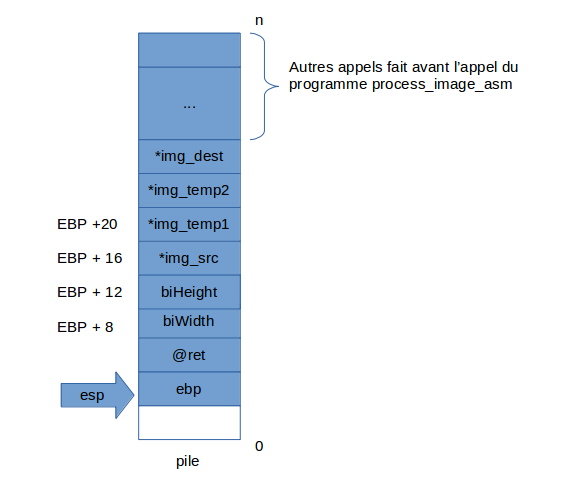 n
Autres appels fait avant l'appel du
programme process_image_asm
...
*img_dest
*img_temp2
EBP +20 *img_temp1
EBP + 16 *img_src
EBP + 12 biHeight
EBP + 8 biWidth
@ret
esp ebp
0
pile